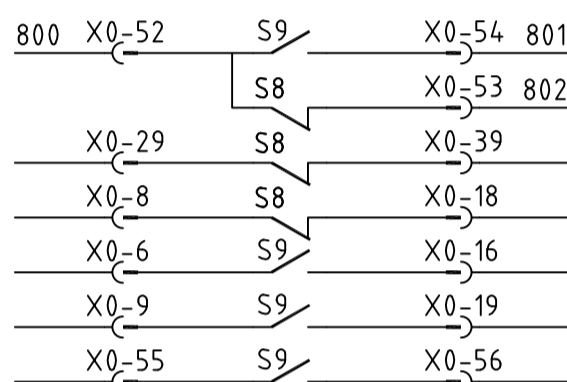 800 X0-52 S9 X0-54 801
S8 X0-53 802
X0-29 S8 X0-39
X0-8 S8 X0-18
X0-6 S9 X0-16
X0-9 S9 X0-19
X0-55 S9 X0-56